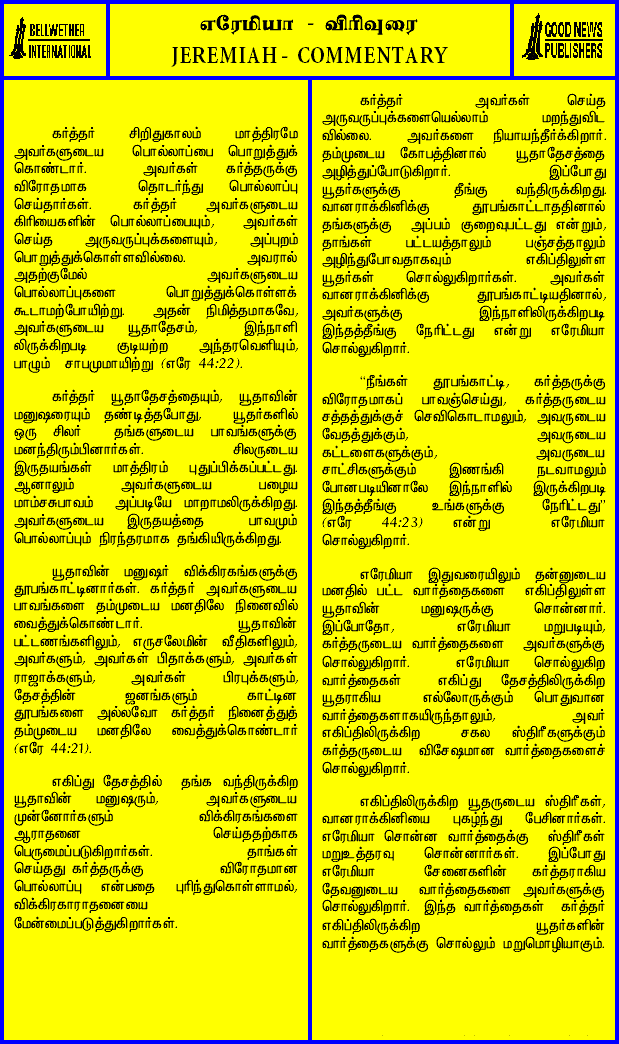 BELLWETHER
INTERNATIONAL
எரேமியா - விரிவுரை
JEREMIAH - COMMENTARY
GOOD NEWS
PUBLISHERS
கர்த்தர் சிறிதுகாலம் மாத்திரமே
அவர்களுடைய பொல்லாப்பை பொறுத்துக்
கொண்டார். அவர்கள் கர்த்தருக்கு
விரோதமாக தொடர்ந்து பொல்லாப்பு
செய்தார்கள். கர்த்தர் அவர்களுடைய
கிரியைகளின் பொல்லாப்பையும், அவர்கள்
செய்த அருவருப்புக்களையும், அப்புறம்
பொறுத்துக்கொள்ளவில்லை. அவரால்
அதற்குமேல் அவர்களுடைய
பொல்லாப்புகளை பொறுத்துக்கொள்ளக்
கூடாமற்போயிற்று. அதன் நிமித்தமாகவே,
அவர்களுடைய யூதாதேசம், இந்நாளி
லிருக்கிறபடி குடியற்ற அந்தரவெளியும்,
பாழும் சாபமுமாயிற்று (எரே 44:22).
கர்த்தர் யூதாதேசத்தையும், யூதாவின்
மனுஷரையும் தண்டித்தபோது, யூதர்களில்
ஒரு சிலர் தங்களுடைய பாவங்களுக்கு
மனந்திரும்பினார்கள். சிலருடைய
இருதயங்கள் மாத்திரம் புதுப்பிக்கப்பட்டது.
ஆனாலும் அவர்களுடைய பழைய
மாம்சசுபாவம் அப்படியே மாறாமலிருக்கிறது.
அவர்களுடைய இருதயத்தை பாவமும்
பொல்லாப்பும் நிரந்தரமாக தங்கியிருக்கிறது.
யூதாவின் மனுஷர் விக்கிரகங்களுக்கு
தூபங்காட்டினார்கள். கர்த்தர் அவர்களுடைய
பாவங்களை தம்முடைய மனதிலே நினைவில்
வைத்துக்கொண்டார். யூதாவின்
பட்டணங்களிலும், எருசலேமின் வீதிகளிலும்,
அவர்களும், அவர்கள் பிதாக்களும், அவர்கள்
ராஜாக்களும், அவர்கள் பிரபுக்களும்,
தேசத்தின் ஜனங்களும் காட்டின
தூபங்களை அல்லவோ கர்த்தர் நினைத்துத்
தம்முடைய மனதிலே வைத்துக்கொண்டார்
(எரே 44:21).
எகிப்து தேசத்தில் தங்க வந்திருக்கிற
யூதாவின் மனுஷரும், அவர்களுடைய
முன்னோர்களும் விக்கிரகங்களை
ஆராதனை செய்ததற்காக
பெருமைப்படுகிறார்கள். தாங்கள்
செய்தது கர்த்தருக்கு விரோதமான
பொல்லாப்பு என்பதை புரிந்துகொள்ளாமல்,
விக்கிரகாராதனையை
மேன்மைப்படுத்துகிறார்கள்.
கர்த்தர் அவர்கள் செய்த
அருவருப்புக்களையெல்லாம் மறந்துவிட
வில்லை. அவர்களை நியாயந்தீர்க்கிறார்.
தம்முடைய கோபத்தினால் யூதாதேசத்தை
அழித்துப்போடுகிறார். இப்போது
யூதர்களுக்கு தீங்கு வந்திருக்கிறது.
வானராக்கினிக்கு தூபங்காட்டாததினால்
தங்களுக்கு அப்பம் குறைவுபட்டது என்றும்,
தாங்கள் பட்டயத்தாலும் பஞ்சத்தாலும்
அழிந்துபோவதாகவும் எகிப்திலுள்ள
யூதர்கள் சொல்லுகிறார்கள். அவர்கள்
வானராக்கினிக்கு தூபங்காட்டியதினால்,
அவர்களுக்கு இந்நாளிலிருக்கிறபடி
இந்தத்தீங்கு நேரிட்டது என்று எரேமியா
சொல்லுகிறார்.
"நீங்கள் தூபங்காட்டி, கர்த்தருக்கு
விரோதமாகப் பாவஞ்செய்து, கர்த்தருடைய
சத்தத்துக்குச் செவிகொடாமலும், அவருடைய
வேதத்துக்கும், அவருடைய
கட்டளைகளுக்கும், அவருடைய
சாட்சிகளுக்கும் இணங்கி நடவாமலும்
போனபடியினாலே இந்நாளில் இருக்கிறபடி
இந்தத்தீங்கு உங்களுக்கு நேரிட்டது"
(எரே 44:23) என்று எரேமியா
சொல்லுகிறார்.
எரேமியா இதுவரையிலும் தன்னுடைய
மனதில் பட்ட வார்த்தைகளை எகிப்திலுள்ள
யூதாவின் மனுஷருக்கு சொன்னார்.
இப்போதோ, எரேமியா மறுபடியும்,
கர்த்தருடைய வார்த்தைகளை அவர்களுக்கு
சொல்லுகிறார். எரேமியா சொல்லுகிற
வார்த்தைகள் எகிப்து தேசத்திலிருக்கிற
யூதராகிய எல்லோருக்கும் பொதுவான
வார்த்தைகளாகயிருந்தாலும், அவர்
எகிப்திலிருக்கிற சகல ஸ்திரீகளுக்கும்
கர்த்தருடைய விசேஷமான வார்த்தைகளைச்
சொல்லுகிறார்.
எகிப்திலிருக்கிற யூதருடைய ஸ்திரீகள்,
வானராக்கினியை புகழ்ந்து பேசினார்கள்.
எரேமியா சொன்ன வார்த்தைக்கு ஸ்திரீகள்
மறுஉத்தரவு சொன்னார்கள். இப்போது
எரேமியா சேனைகளின் கர்த்தராகிய
தேவனுடைய வார்த்தைகளை அவர்களுக்கு
சொல்லுகிறார். இந்த வார்த்தைகள் கர்த்தர்
எகிப்திலிருக்கிற யூதர்களின்
வார்த்தைகளுக்கு சொல்லும் மறுமொழியாகும்.